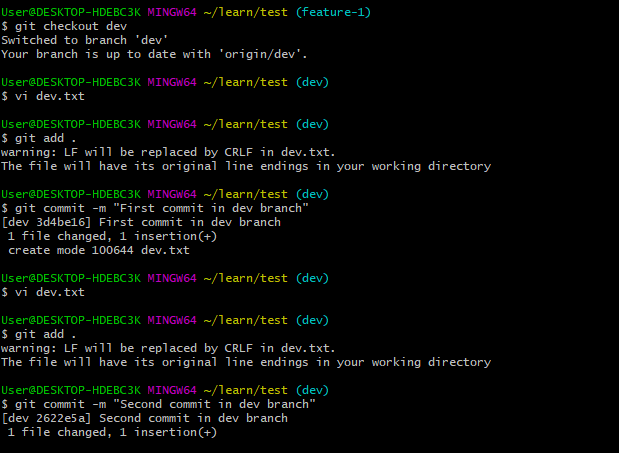 User@DESKTOP-HDEBC3K MINGW64 ~/learn/test (feature-1)
$ git checkout dev
Switched to branch 'dev'
Your branch is up to date with 'origin/dev'.
User@DESKTOP-HDEBC3K MINGW64 ~/learn/test (dev)
$ vi dev.txt
User@DESKTOP-HDEBC3K MINGW64 ~/learn/test (dev)
$ git add .
warning: LF will be replaced by CRLF in dev.txt.
The file will have its original line endings in your working directory
User@DESKTOP-HDEBC3K MINGW64 ~/learn/test (dev)
$ git commit -m "First commit in dev branch"
[dev 3d4be16] First commit in dev branch
 1 file changed, 1 insertion(+)
 create mode 100644 dev.txt
User@DESKTOP-HDEBC3K MINGW64 ~/learn/test (dev)
$ vi dev.txt
User@DESKTOP-HDEBC3K MINGW64 ~/learn/test (dev)
$ git add .
warning: LF will be replaced by CRLF in dev.txt.
The file will have its original line endings in your working directory
User@DESKTOP-HDEBC3K MINGW64 ~/learn/test (dev)
$ git commit -m "Second commit in dev branch"
[dev 2622e5a] Second commit in dev branch
 1 file changed, 1 insertion(+)